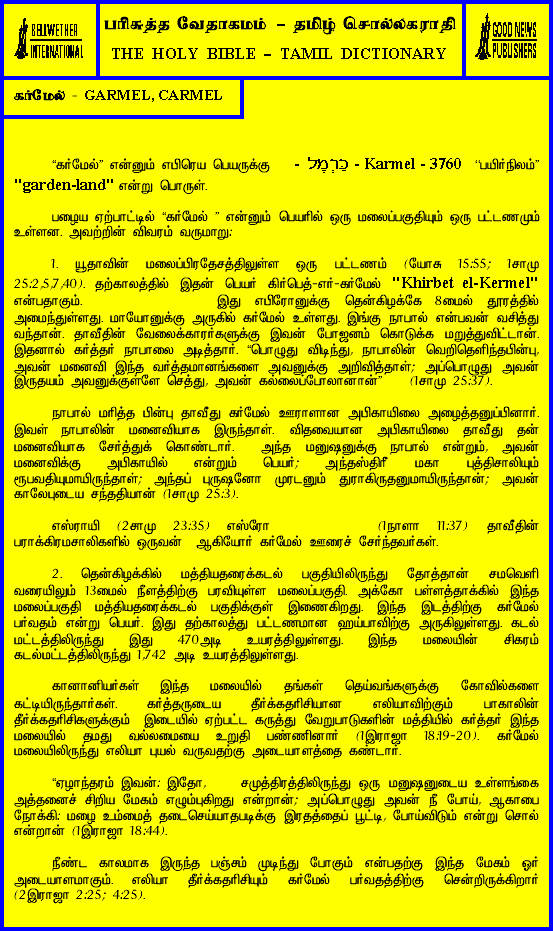 BELLWETHER
INTERNATIONAL
பரிசுத்த வேதாகமம் – தமிழ் சொல்லகராதி
THE HOLY BIBLE – TAMIL DICTIONARY
GOOD NEWS
PUBLISHERS
கர்மேல் - GARMEL, CARMEL
“கர்மேல்” என்னும் எபிரெய பெயருக்கு - כַּרְמֶל - Karmel - 3760 “பயிர்நிலம்”
"garden-land" என்று பொருள்.
பழைய ஏற்பாட்டில் “கர்மேல் ” என்னும் பெயரில் ஒரு மலைப்பகுதியும் ஒரு பட்டணமும்
உள்ளன. அவற்றின் விவரம் வருமாறு:
1. யூதாவின் மலைப்பிரதேசத்திலுள்ள ஒரு பட்டணம் (யோசு 15:55; 1சாமு
25:2,5,7,40). தற்காலத்தில் இதன் பெயர் கிர்பெத்-எர்-கர்மேல் "Khirbet el-Kermel"
என்பதாகும். இது எபிரோனுக்கு தென்கிழக்கே 8மைல் தூரத்தில்
அமைந்துள்ளது. மாயோனுக்கு அருகில் கர்மேல் உள்ளது. இங்கு நாபால் என்பவன் வசித்து
வந்தான். தாவீதின் வேலைக்காரர்களுக்கு இவன் போஜனம் கொடுக்க மறுத்துவிட்டான்.
இதனால் கர்த்தர் நாபாலை அடித்தார். “பொழுது விடிந்து, நாபாலின் வெறிதெளிந்தபின்பு,
அவன் மனைவி இந்த வர்த்தமானங்களை அவனுக்கு அறிவித்தாள்; அப்பொழுது அவன்
இருதயம் அவனுக்குள்ளே செத்து, அவன் கல்லைப்போலானான்” (1சாமு 25:37).
நாபால் மரித்த பின்பு தாவீது கர்மேல் ஊராளான அபிகாயிலை அழைத்தனுப்பினார்.
இவள் நாபாலின் மனைவியாக இருந்தாள். விதவையான அபிகாயிலை தாவீது தன்
மனைவியாக சேர்த்துக் கொண்டார். அந்த மனுஷனுக்கு நாபால் என்றும், அவன்
மனைவிக்கு அபிகாயில் என்றும் பெயர்; அந்தஸ்திரீ மகா புத்திசாலியும்
ரூபவதியுமாயிருந்தாள்; அந்தப் புருஷனோ முரடனும் துராகிருதனுமாயிருந்தான்; அவன்
காலேபுடைய சந்ததியான் (1சாமு 25:3).
எஸ்ராயி (2சாமு 23:35) எஸ்ரோ (1நாளா 11:37) தாவீதின்
பராக்கிரமசாலிகளில் ஒருவன் ஆகியோர் கர்மேல் ஊரைச் சேர்ந்தவர்கள்.
2. தென்கிழக்கில் மத்தியதரைக்கடல் பகுதியிலிருந்து தோத்தான் சமவெளி
வரையிலும் 13மைல் நீளத்திற்கு பரவியுள்ள மலைப்பகுதி. அக்கோ பள்ளத்தாக்கில் இந்த
மலைப்பகுதி மத்தியதரைக்கடல் பகுதிக்குள் இணைகிறது. இந்த இடத்திற்கு கர்மேல்
பர்வதம் என்று பெயர். இது தற்காலத்து பட்டணமான ஹய்பாவிற்கு அருகிலுள்ளது. கடல்
மட்டத்திலிருந்து இது 470அடி உயரத்திலுள்ளது. இந்த மலையின் சிகரம்
கடல்மட்டத்திலிருந்து 1,742 அடி உயரத்திலுள்ளது.
கானானியர்கள் இந்த மலையில் தங்கள் தெய்வங்களுக்கு கோவில்களை
கட்டியிருந்தார்கள். கர்த்தருடைய தீர்க்கதரிசியான எலியாவிற்கும் பாகாலின்
தீர்க்கதரிசிகளுக்கும் இடையில் ஏற்பட்ட கருத்து வேறுபாடுகளின் மத்தியில் கர்த்தர் இந்த
மலையில் தமது வல்லமையை உறுதி பண்ணினார் (1இராஜா 18:19-20). கர்மேல்
மலையிலிருந்து எலியா புயல் வருவதற்கு அடையாளத்தை கண்டார்.
“ஏழாந்தரம் இவன்: இதோ, சமுத்திரத்திலிருந்து ஒரு மனுஷனுடைய உள்ளங்கை
அத்தனைச் சிறிய மேகம் எழும்புகிறது என்றான்; அப்பொழுது அவன் நீ போய், ஆகாபை
நோக்கி: மழை உம்மைத் தடைசெய்யாதபடிக்கு இரதத்தைப் பூட்டி, போய்விடும் என்று சொல்
என்றான் (1இராஜா 18:44).
நீண்ட காலமாக இருந்த பஞ்சம் முடிந்து போகும் என்பதற்கு இந்த மேகம் ஓர்
அடையாளமாகும். எலியா தீர்க்கதரிசியும் கர்மேல் பர்வதத்திற்கு சென்றிருக்கிறார்
(2இராஜா 2:25; 4:25).